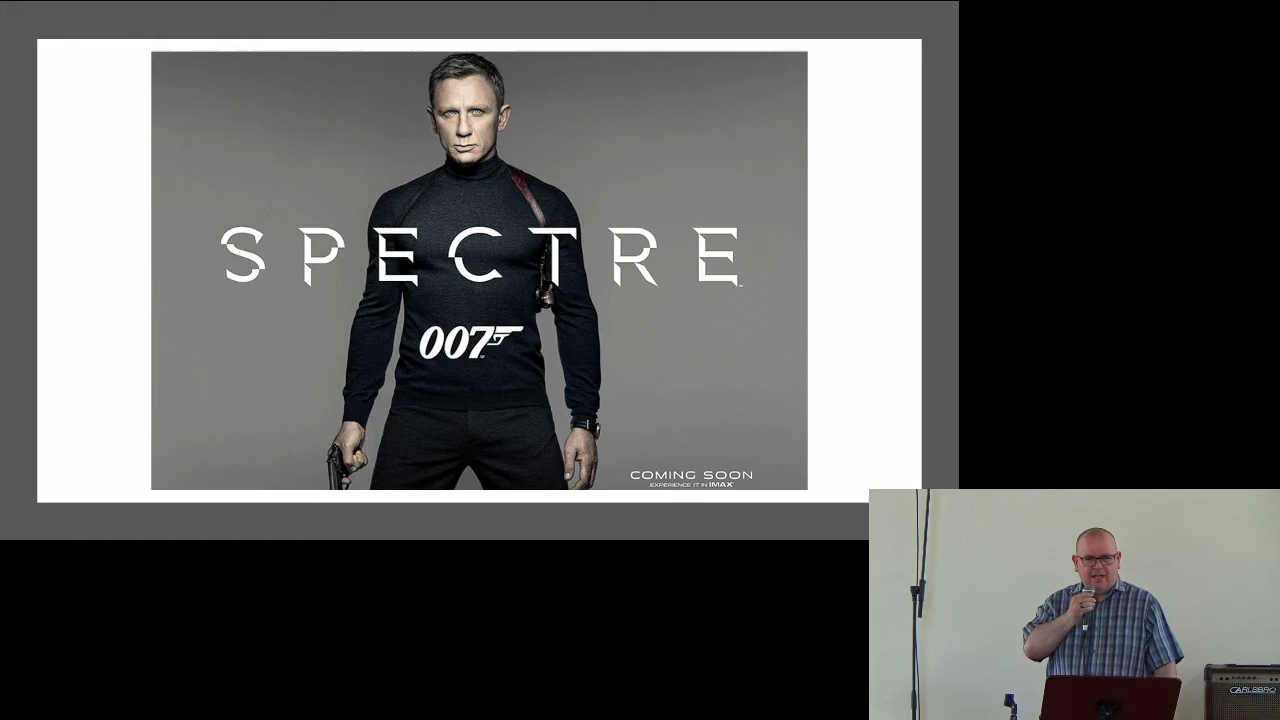 SPECTRE
007
COMING SOON
EXPERIENCE IT IN IMAX
CARLSBRO